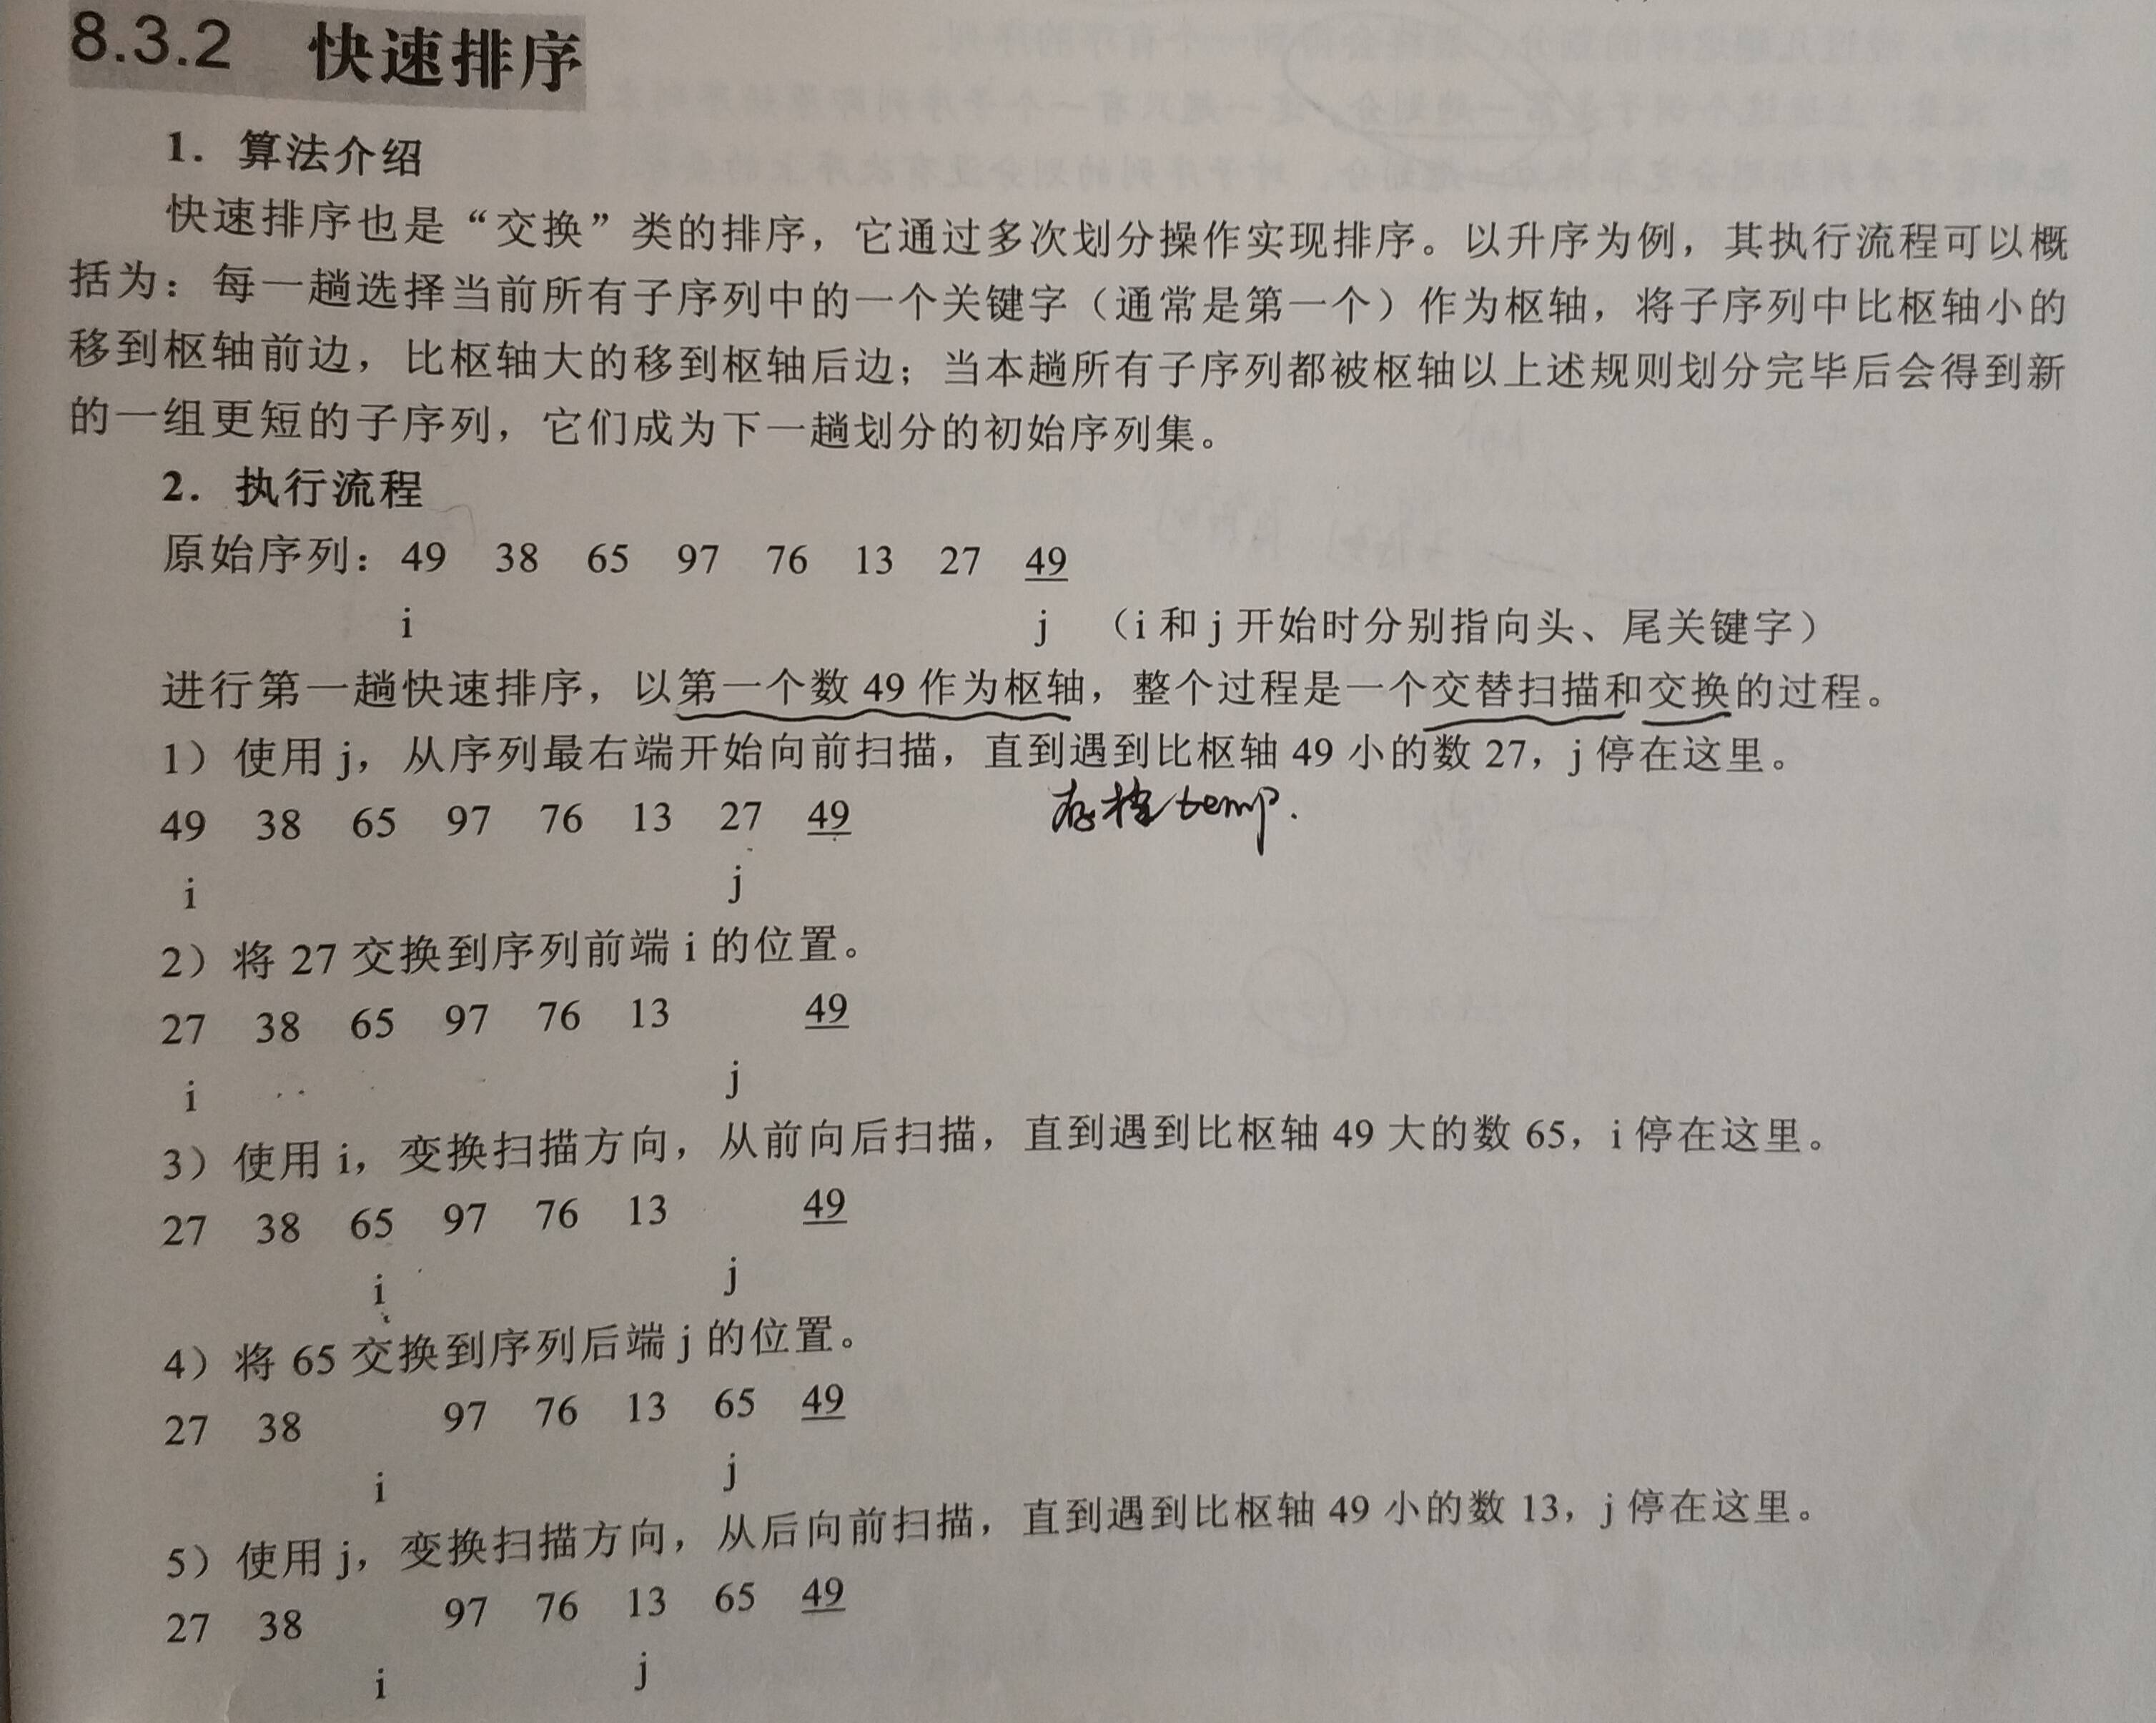 8.3.2 快速排序
1. 算法介绍
快速排序也是“交换”类的排序，它通过多次划分操作实现排序。以升序为例，其执行流程可以概
括为：每一趟选择当前所有子序列中的一个关键字（通常是第一个）作为枢轴，将子序列中比枢轴小的
移到枢轴前边，比枢轴大的移到枢轴后边；当本趟所有子序列都被枢轴以上述规则划分完毕后会得到新
的一组更短的子序列，它们成为下一趟划分的初始序列集。
2. 执行流程
原始序列：49 38 65 97 76 13 27 49
i j （i 和 j 开始时分别指向头、尾关键字）
进行第一趟快速排序，以第一个数 49 作为枢轴，整个过程是一个交替扫描和交换的过程。
1）使用 j，从序列最右端开始向前扫描，直到遇到比枢轴 49 小的数 27，j 停在这里。
存枢temp.
49 38 65 97 76 13 27 49
i j
2）将 27 交换到序列前端 i 的位置。
27 38 65 97 76 13 49
i j
3）使用 i，变换扫描方向，从前向后扫描，直到遇到比枢轴 49 大的数 65，i 停在这里。
27 38 65 97 76 13 49
i j
4）将 65 交换到序列后端 j 的位置。
27 38 97 76 13 65 49
i j
5）使用 j，变换扫描方向，从后向前扫描，直到遇到比枢轴 49 小的数 13，j 停在这里。
27 38 97 76 13 65 49
i j